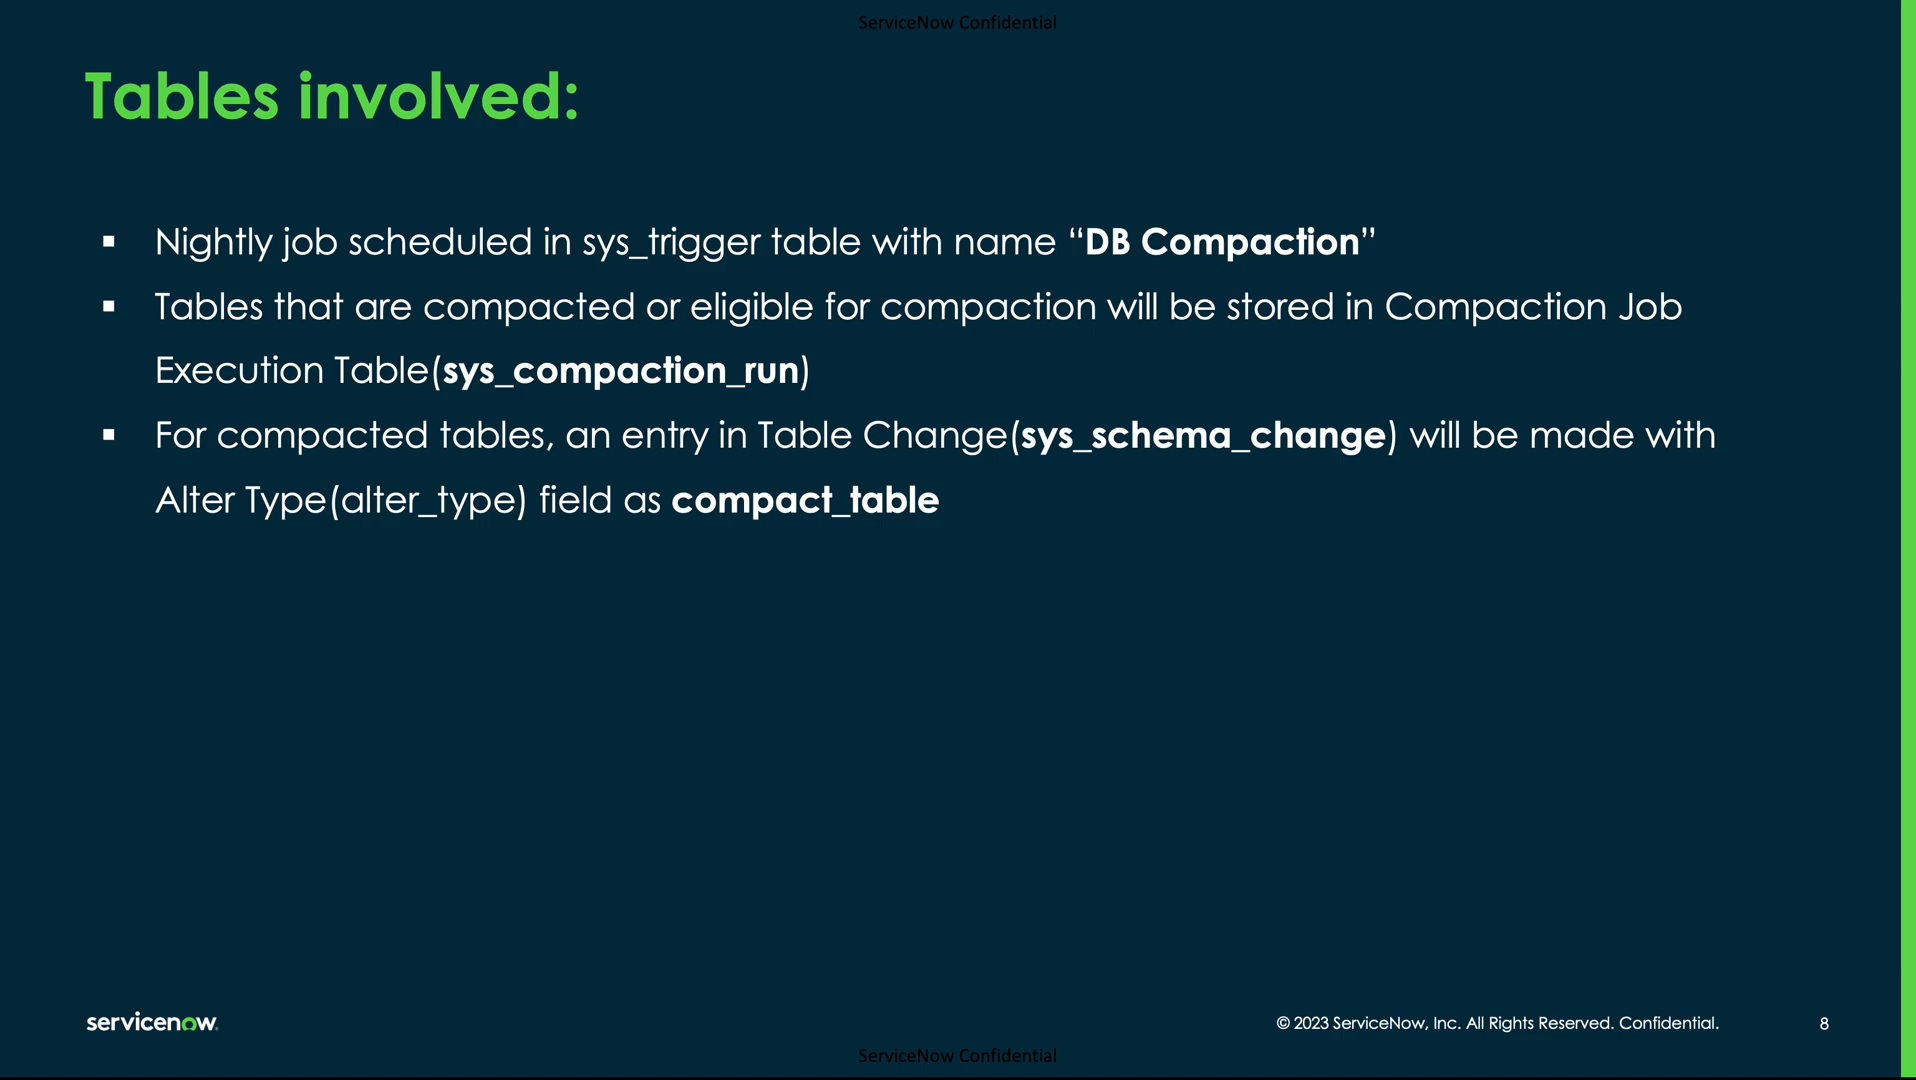 ServiceNow Confidential
Tables involved:
▪ Nightly job scheduled in sys_trigger table with name “DB Compaction”
▪ Tables that are compacted or eligible for compaction will be stored in Compaction Job
Execution Table(sys_compaction_run)
▪ For compacted tables, an entry in Table Change(sys_schema_change) will be made with
Alter Type(alter_type) field as compact_table
servicenow.
© 2023 ServiceNow, Inc. All Rights Reserved. Confidential.
8
ServiceNow Confidential